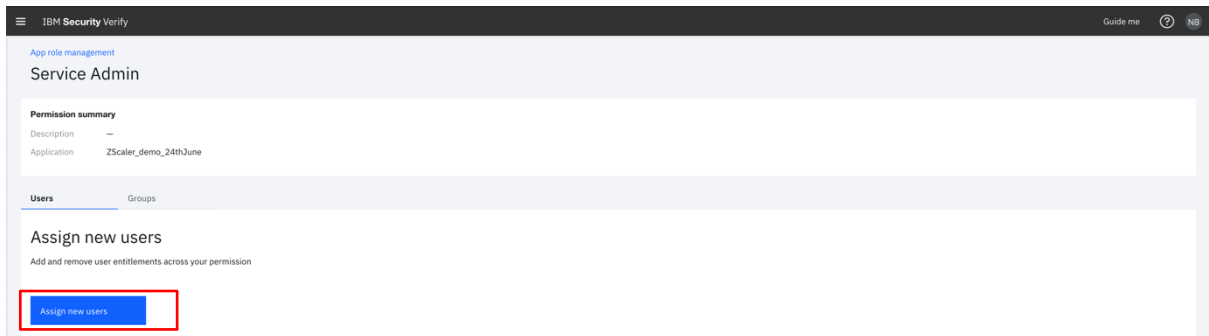 IBM Security Verify
Guide me
NB
App role management
Service Admin
Permission summary
Description –
Application ZScaler_demo_24thJune
Users Groups
Assign new users
Add and remove user entitlements across your permission
Assign new users